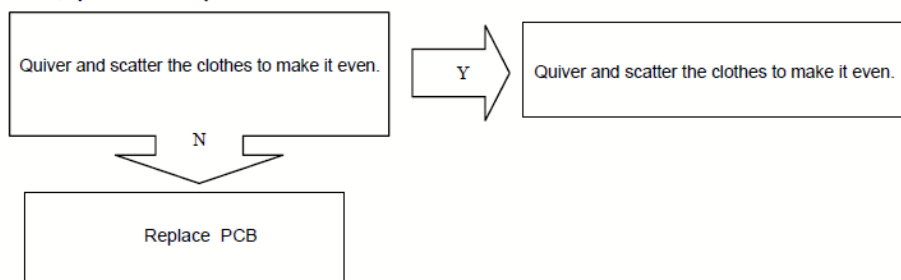 Quiver and scatter the clothes to make it even.
Y
Quiver and scatter the clothes to make it even.
N
Replace PCB